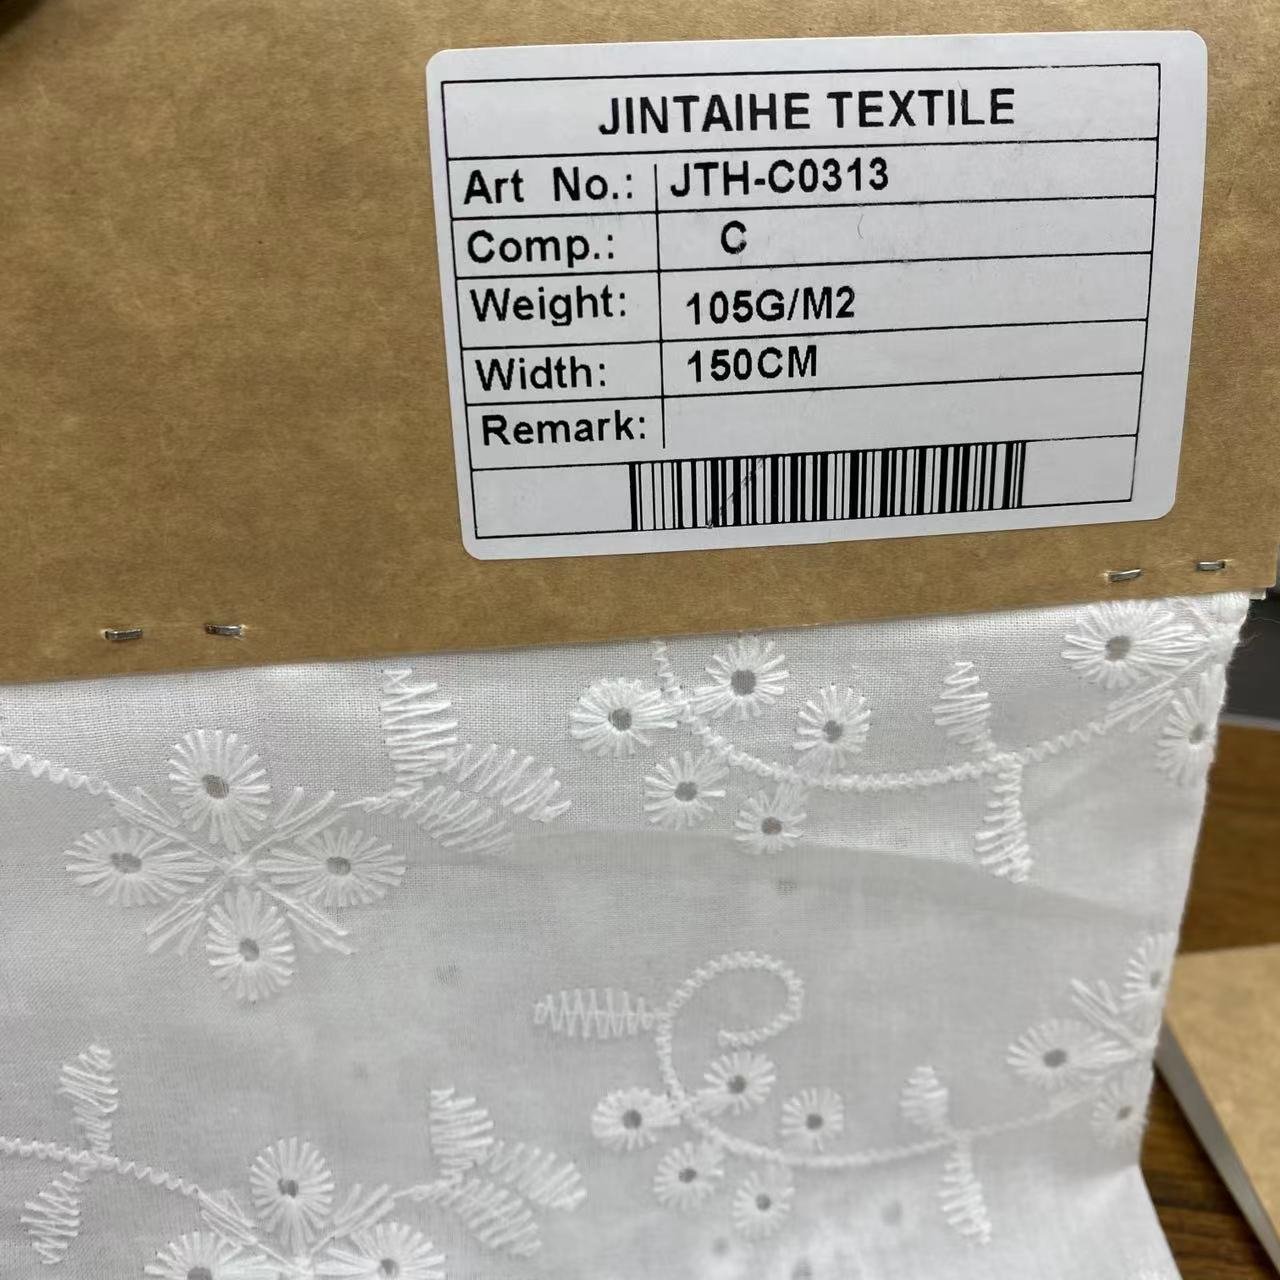 JINTAIHE TEXTILE
Art No.: JTH-C0313
Comp.: C
Weight: 105G/M2
Width: 150CM
Remark: